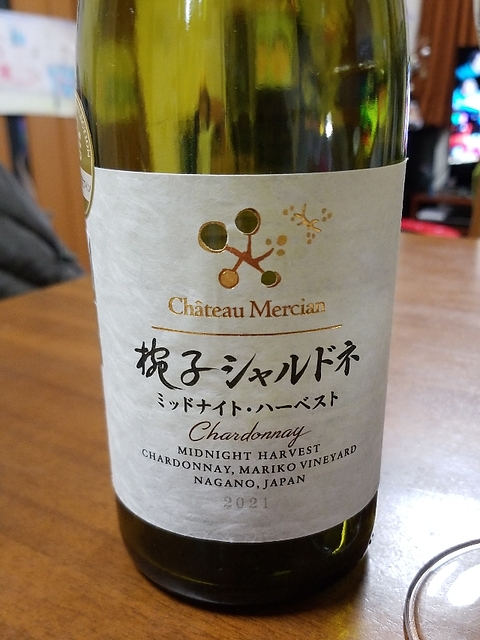 Château Mercian
椀子シャルドネ
ミッドナイト・ハーベスト
Chardonnay
MIDNIGHT HARVEST
CHARDONNAY, MARIKO VINEYARD
NAGANO, JAPAN
2021